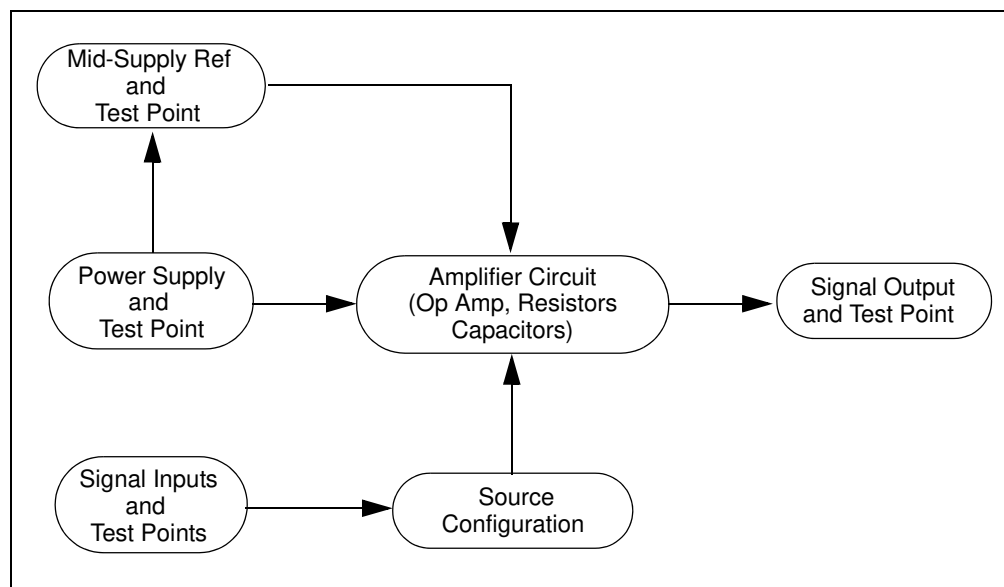 Mid-Supply Ref
and
Test Point
Power Supply
and
Test Point
Amplifier Circuit
(Op Amp, Resistors
Capacitors)
Signal Output
and Test Point
Signal Inputs
and
Test Points
Source
Configuration